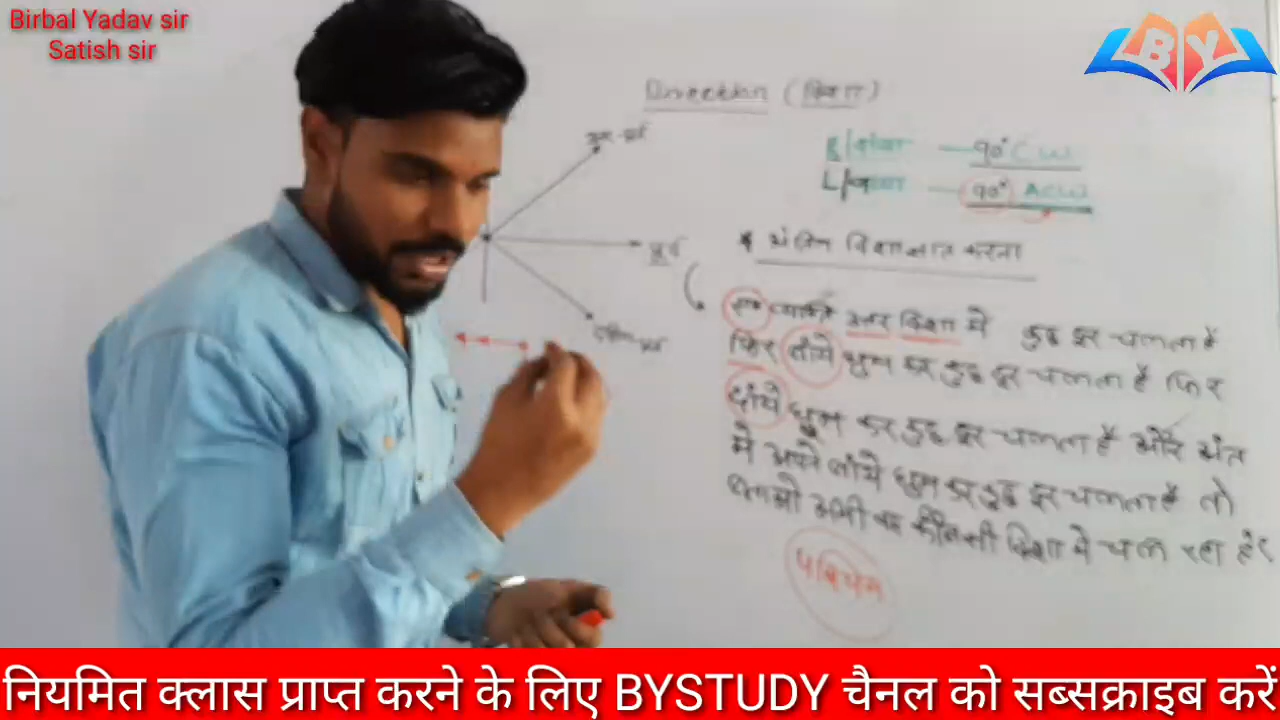 Birbal Yadav sir
Satish sir
BY
Direction (दिशा)
उत्तर-पूर्व
R/दांया — 90° CW
L/बांया — 90° ACW
पूर्व
* अंतिम दिशा ज्ञात करना
एक व्यक्ति उत्तर दिशा में कुछ दूर चलता है
फिर बांये घुम कर कुछ दूर चलता है फिर
दांये घुम कर कुछ दूर चलता है और अंत
में अपने बांये घुम कर कुछ दूर चलता है तो
बताओ अभी वह कौनसी दिशा में चल रहा है
दक्षिण-पूर्व
पश्चिम
नियमित क्लास प्राप्त करने के लिए BYSTUDY चैनल को सब्सक्राइब करें